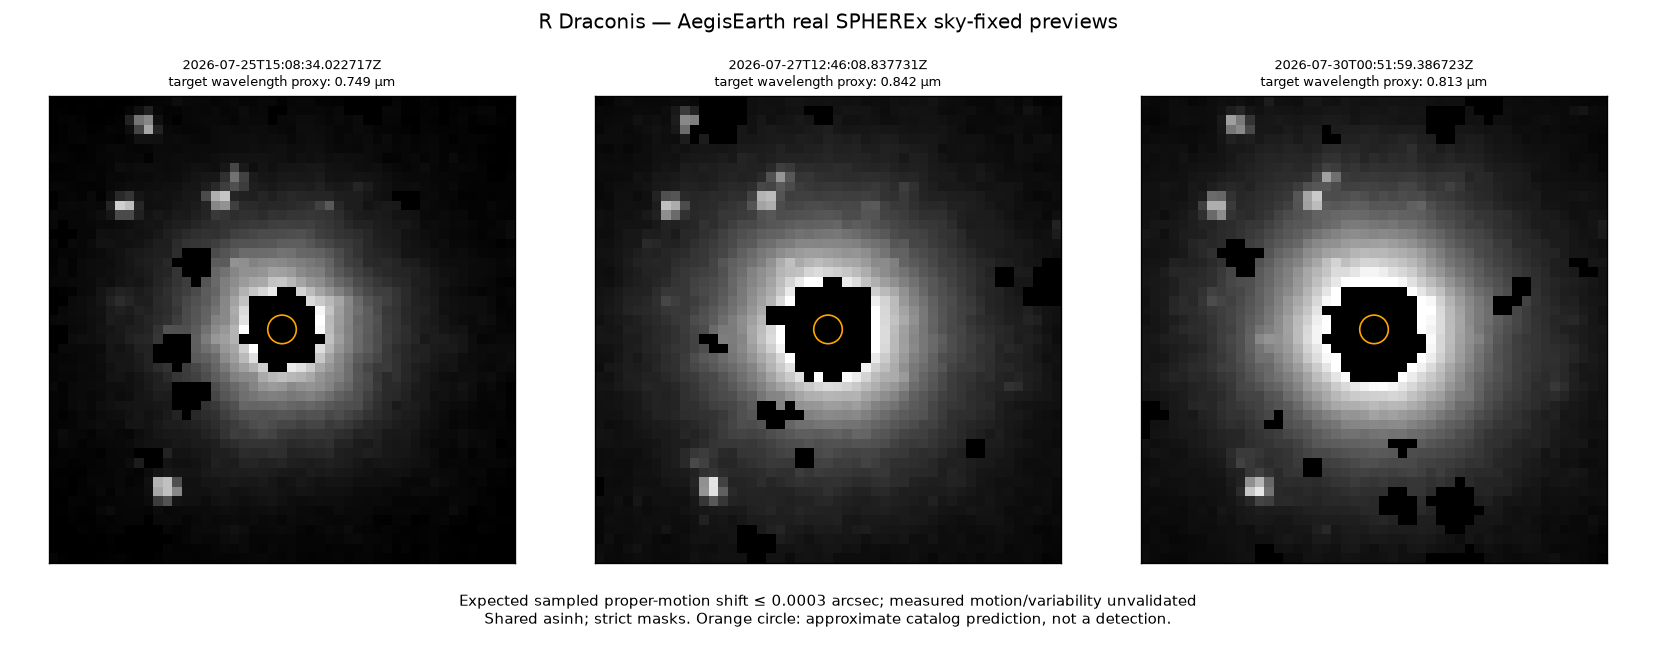 R Draconis — AegisEarth real SPHEREx sky-fixed previews
2026-07-25T15:08:34.022717Z
target wavelength proxy: 0.749 µm
2026-07-27T12:46:08.837731Z
target wavelength proxy: 0.842 µm
2026-07-30T00:51:59.386723Z
target wavelength proxy: 0.813 µm
Expected sampled proper-motion shift ≤ 0.0003 arcsec; measured motion/variability unvalidated
Shared asinh; strict masks. Orange circle: approximate catalog prediction, not a detection.